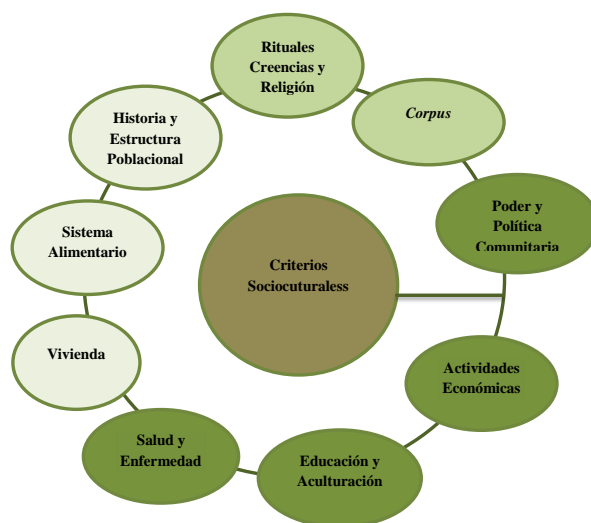 Rituales
Creencias y
Religión
Corpus
Historia y
Estructura
Poblacional
Poder y
Política
Comunitaria
Sistema
Alimentario
Criterios
Sociocuturaless
Vivienda
Actividades
Económicas
Salud y
Enfermedad
Educación y
Aculturación